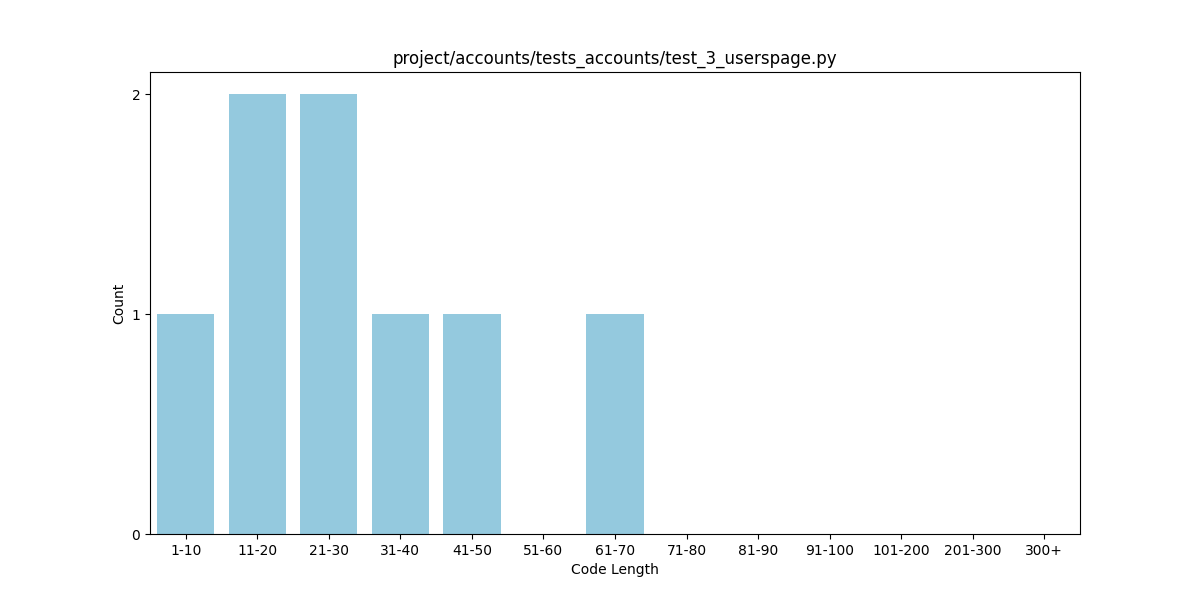 project/accounts/tests_accounts/test_3_userspage.py
2
1
0
Count
1-10 11-20 21-30 31-40 41-50 51-60 61-70 71-80 81-90 91-100 101-200 201-300 300+
Code Length